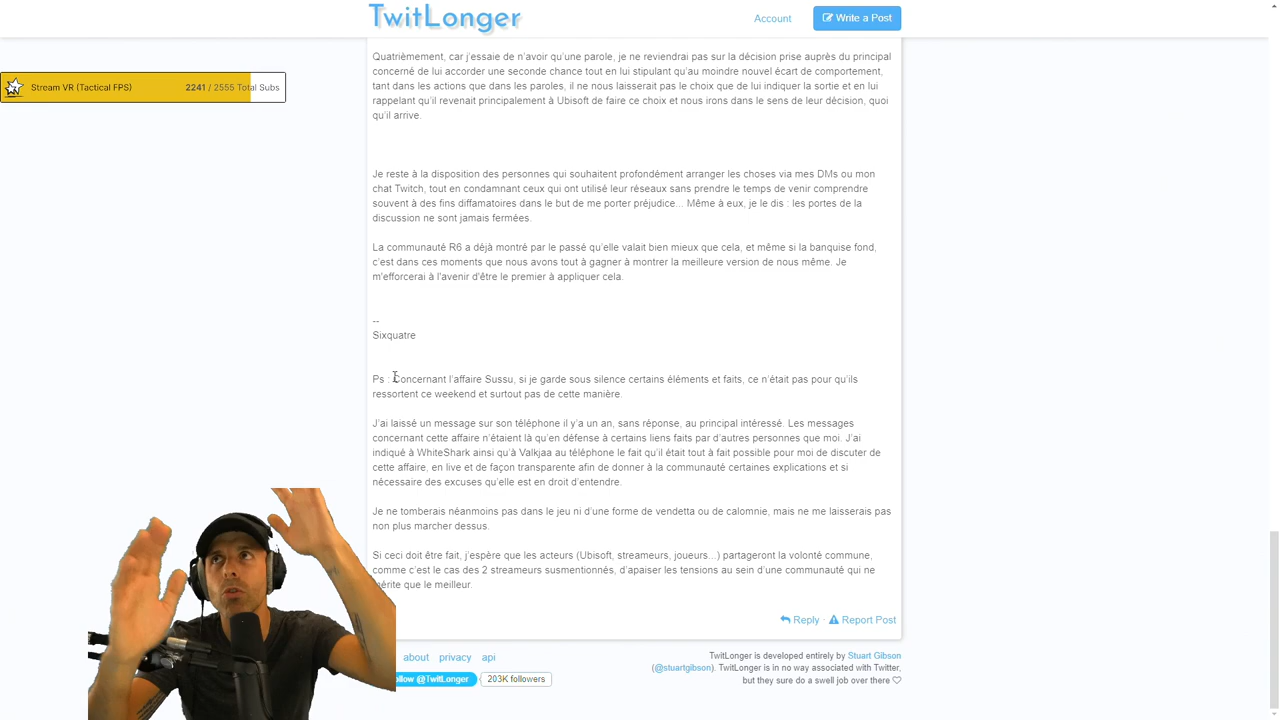 TwitLonger
Account
Write a Post
Stream VR (Tactical FPS) 2241 / 2555 Total Subs
Quatrièmement, car j'essaie de n'avoir qu'une parole, je ne reviendrai pas sur la décision prise auprès du principal
concerné de lui accorder une seconde chance tout en lui stipulant qu'au moindre nouvel écart de comportement,
tant dans les actions que dans les paroles, il ne nous laisserait pas le choix que de lui indiquer la sortie et en lui
rappelant qu'il revenait principalement à Ubisoft de faire ce choix et nous irons dans le sens de leur décision, quoi
qu'il arrive.
Je reste à la disposition des personnes qui souhaitent profondément arranger les choses via mes DMs ou mon
chat Twitch, tout en condamnant ceux qui ont utilisé leur réseaux sans prendre le temps de venir comprendre
souvent à des fins diffamatoires dans le but de me porter préjudice... Même à eux, je le dis : les portes de la
discussion ne sont jamais fermées.
La communauté R6 a déjà montré par le passé qu'elle valait bien mieux que cela, et même si la banquise fond,
c'est dans ces moments que nous avons tout à gagner à montrer la meilleure version de nous même. Je
m'efforcerai à l'avenir d'être le premier à appliquer cela.
--
Sixquatre
Ps : Concernant l'affaire Sussu, si je garde sous silence certains éléments et faits, ce n'était pas pour qu'ils
ressortent ce weekend et surtout pas de cette manière.
J'ai laissé un message sur son téléphone il y'a un an, sans réponse, au principal intéressé. Les messages
concernant cette affaire n'étaient là qu'en défense à certains liens faits par d'autres personnes que moi. J'ai
indiqué à WhiteShark ainsi qu'à Valkjaa au téléphone le fait qu'il était tout à fait possible pour moi de discuter de
cette affaire, en live et de façon transparente afin de donner à la communauté certaines explications et si
nécessaire des excuses qu'elle est en droit d'entendre.
Je ne tomberais néanmoins pas dans le jeu ni d'une forme de vendetta ou de calomnie, mais ne me laisserais pas
non plus marcher dessus.
Si ceci doit être fait, j'espère que les acteurs (Ubisoft, streameurs, joueurs...) partageront la volonté commune,
comme c'est le cas des 2 streameurs susmentionnés, d'apaiser les tensions au sein d'une communauté qui ne
mérite que le meilleur.
Reply · Report Post
about privacy api
Follow @TwitLonger 203K followers
TwitLonger is developed entirely by Stuart Gibson
(@stuartgibson). TwitLonger is in no way associated with Twitter,
but they sure do a swell job over there